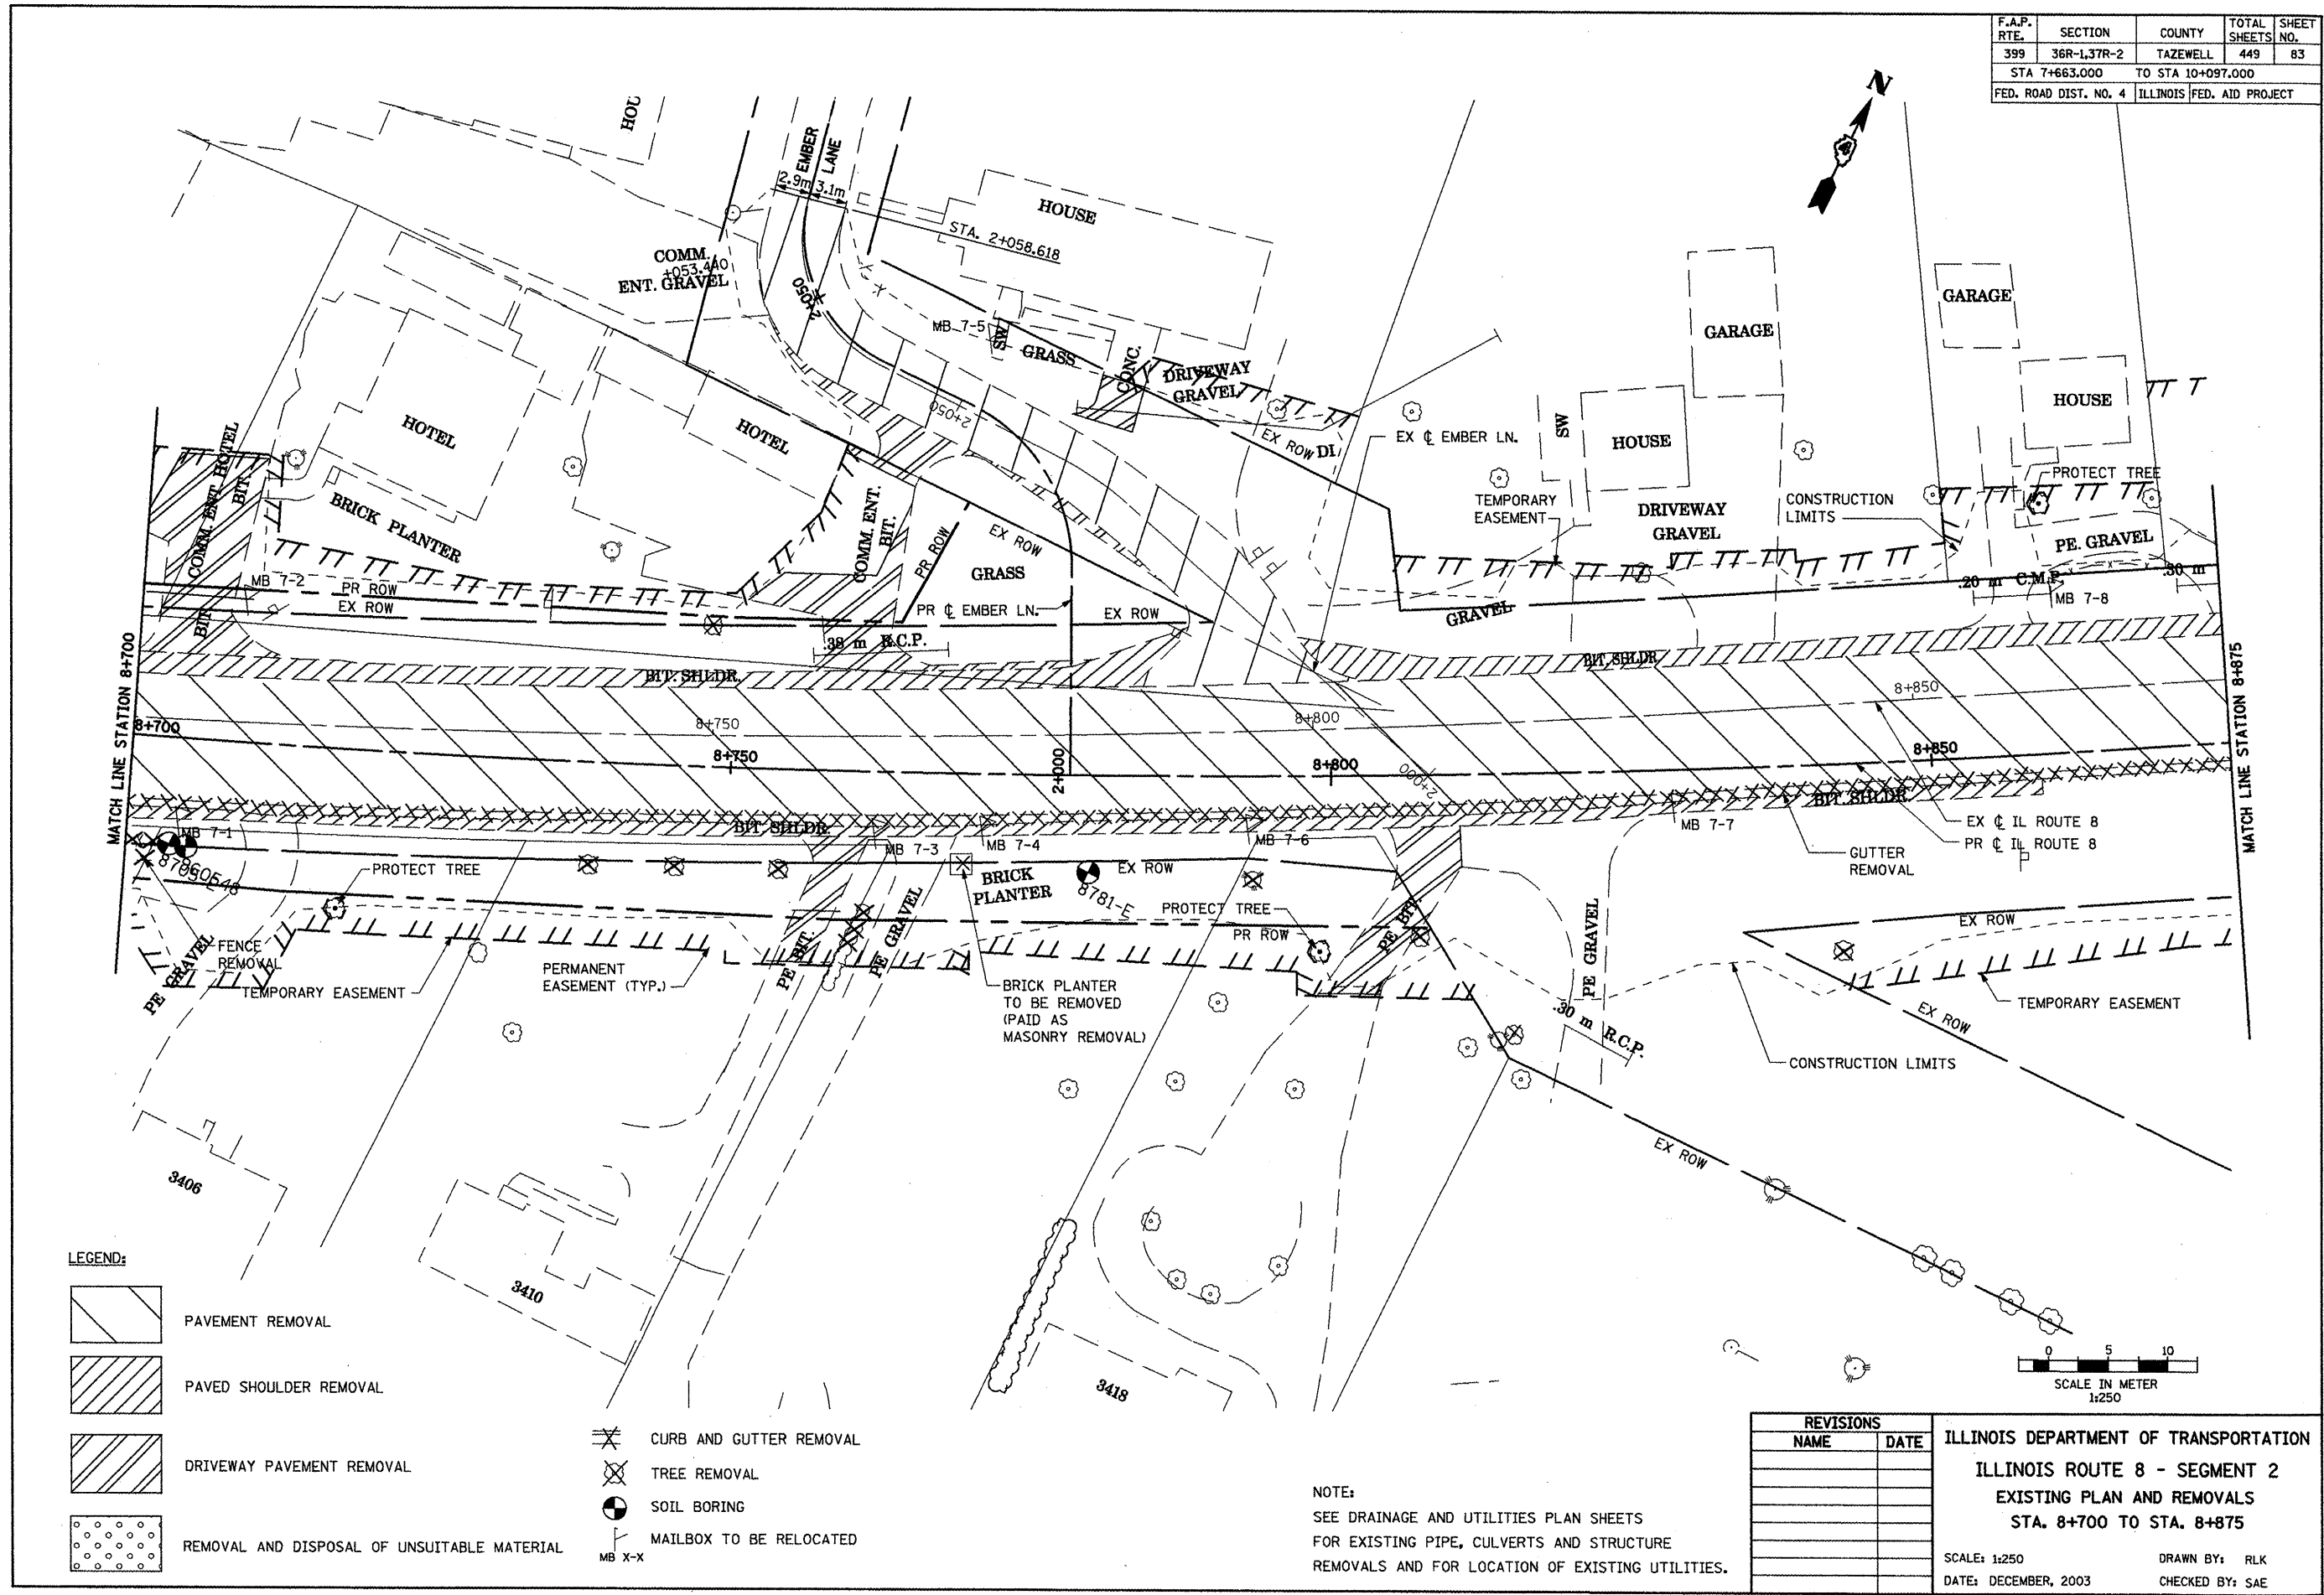 F.A.P. RTE. SECTION COUNTY TOTAL SHEETS SHEET NO.
399 36R-1,37R-2 TAZEWELL 449 83
STA 7+663.000 TO STA 10+097.000
FED. ROAD DIST. NO. 4 ILLINOIS FED. AID PROJECT
N
HOU
EMBER
LANE
2.9m 3.1m
HOUSE
STA. 2+058.618
COMM.
+053.440
ENT. GRAVEL
2+050
MB 7-5
SW
GRASS
CONC.
DRIVEWAY
GRAVEL
GARAGE
GARAGE
HOUSE
HOTEL
HOTEL
2+050
EX ROW
DI.
EX ℄ EMBER LN.
SW
HOUSE
PROTECT TREE
COMM. ENT. HOTEL
BIT.
BRICK PLANTER
COMM. ENT.
BIT.
TEMPORARY
EASEMENT
DRIVEWAY
GRAVEL
CONSTRUCTION
LIMITS
PE. GRAVEL
EX ROW
PR ROW
GRASS
MB 7-2
PR ROW
EX ROW
BIT.
PR ℄ EMBER LN.
EX ROW
GRAVEL
.20 m C.M.P.
.30 m
MB 7-8
.38 m R.C.P.
BIT. SHLDR.
BIT. SHLDR.
MATCH LINE STATION 8+700
MATCH LINE STATION 8+875
8+700
8+750
8+800
8+850
8+750
2+000
8+800
2+000
8+850
MB 7-1
BIT. SHLDR.
MB 7-3
MB 7-4
MB 7-6
MB 7-7
BIT. SHLDR.
EX ℄ IL ROUTE 8
PR ℄ IL ROUTE 8
GUTTER
REMOVAL
PROTECT TREE
BRICK
PLANTER
EX ROW
8781-E
PROTECT TREE
PR ROW
PE BIT.
PE GRAVEL
PE BIT.
PE GRAVEL
EX ROW
FENCE
REMOVAL
PE GRAVEL
TEMPORARY EASEMENT
PERMANENT
EASEMENT (TYP.)
BRICK PLANTER
TO BE REMOVED
(PAID AS
MASONRY REMOVAL)
.30 m R.C.P.
TEMPORARY EASEMENT
EX ROW
CONSTRUCTION LIMITS
EX ROW
3406
3410
3418
LEGEND:
PAVEMENT REMOVAL
PAVED SHOULDER REMOVAL
DRIVEWAY PAVEMENT REMOVAL
REMOVAL AND DISPOSAL OF UNSUITABLE MATERIAL
CURB AND GUTTER REMOVAL
TREE REMOVAL
SOIL BORING
MAILBOX TO BE RELOCATED
MB X-X
NOTE:
SEE DRAINAGE AND UTILITIES PLAN SHEETS
FOR EXISTING PIPE, CULVERTS AND STRUCTURE
REMOVALS AND FOR LOCATION OF EXISTING UTILITIES.
0 5 10
SCALE IN METER
1:250
REVISIONS
NAME DATE
ILLINOIS DEPARTMENT OF TRANSPORTATION
ILLINOIS ROUTE 8 - SEGMENT 2
EXISTING PLAN AND REMOVALS
STA. 8+700 TO STA. 8+875
SCALE: 1:250 DRAWN BY: RLK
DATE: DECEMBER, 2003 CHECKED BY: SAE